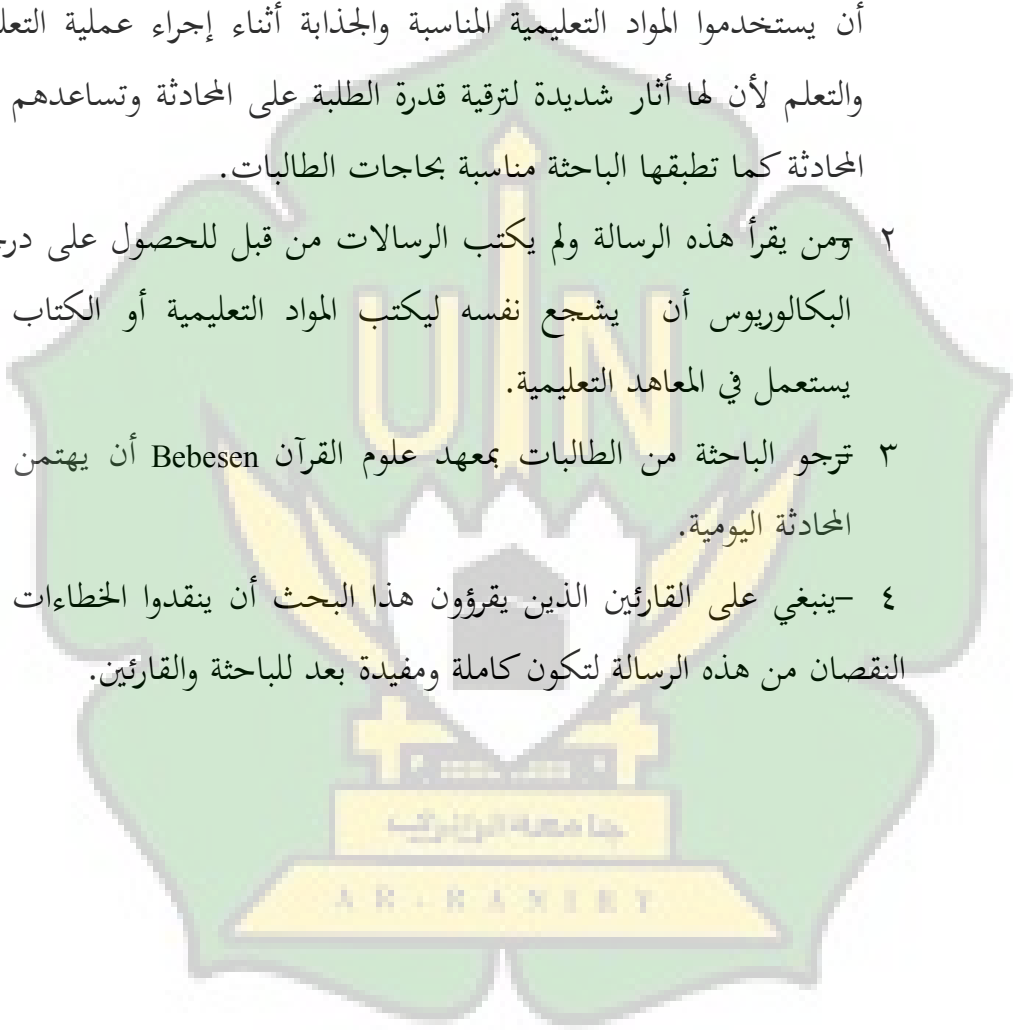 أن يستخدموا المواد التعليمية المناسبة والجذابة أثناء إجراء عملية
والتعلم لأن لها أثار شديدة لترقية قدرة الطلبة على المحادثة وتساعدهم
المحادثة كما تطبقها الباحثة مناسبة بحاجات الطالبات.
٢ –ومن يقرأ هذه الرسالة ولم يكتب الرسالات من قبل للحصول على
البكالوريوس أن يشجع نفسه ليكتب المواد التعليمية أو الكتاب
يستعمل في المعاهد التعليمية.
٣ –ترجو الباحثة من الطالبات بمعهد علوم القرآن Bebesen أن يهتمن
المحادثة اليومية.
٤ –ينبغي على القارئين الذين يقرؤون هذا البحث أن ينقدوا الخطاءات
النقصان من هذه الرسالة لتكون كاملة ومفيدة بعد للباحثة والقارئين.
UIN
جامعة الرانيري
AR-RANIRY